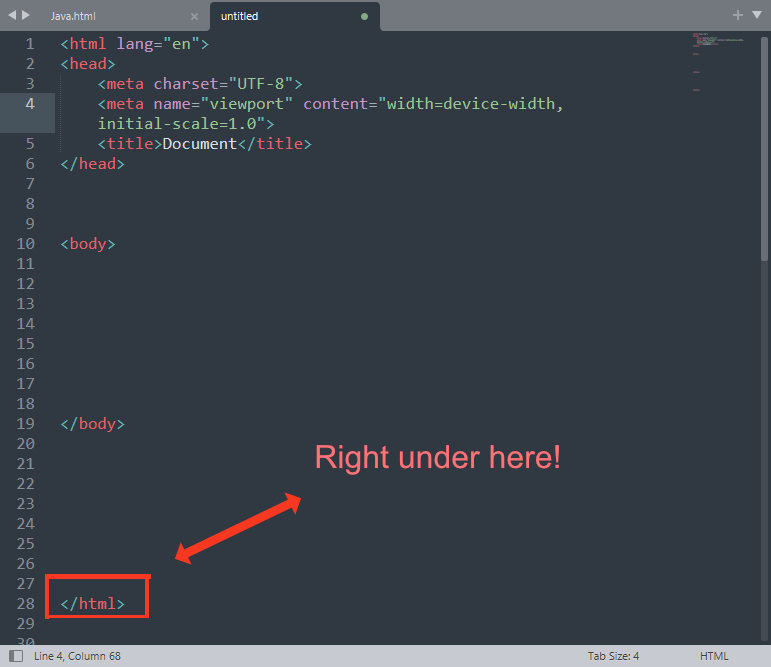 Java.html × untitled
1 <html lang="en">
2 <head>
3 <meta charset="UTF-8">
4 <meta name="viewport" content="width=device-width,
initial-scale=1.0">
5 <title>Document</title>
6 </head>
7
8
9
10 <body>
11
12
13
14
15
16
17
18
19 </body>
20
21
Right under here!
22
23
24
25
26
27
28 </html>
29
30
Line 4, Column 68 Tab Size: 4 HTML